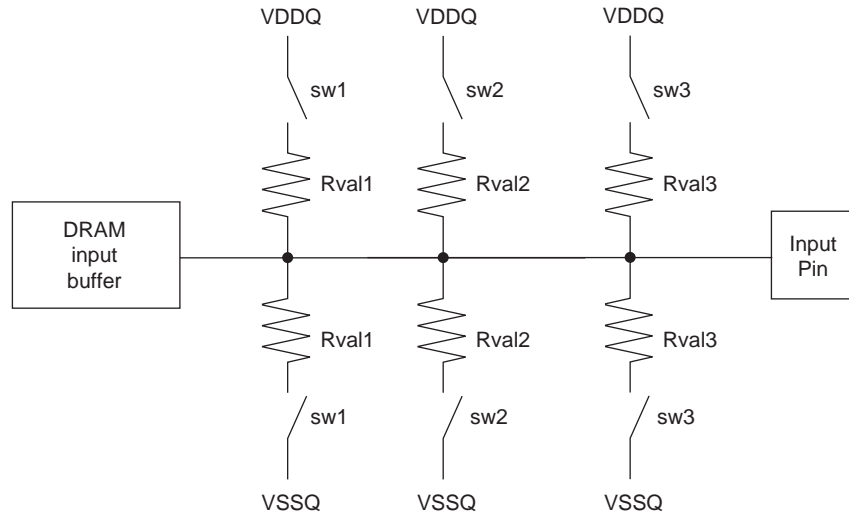 VDDQ VDDQ VDDQ
sw1 sw2 sw3
Rval1 Rval2 Rval3
DRAM
input
buffer
Input
Pin
Rval1 Rval2 Rval3
sw1 sw2 sw3
VSSQ VSSQ VSSQ